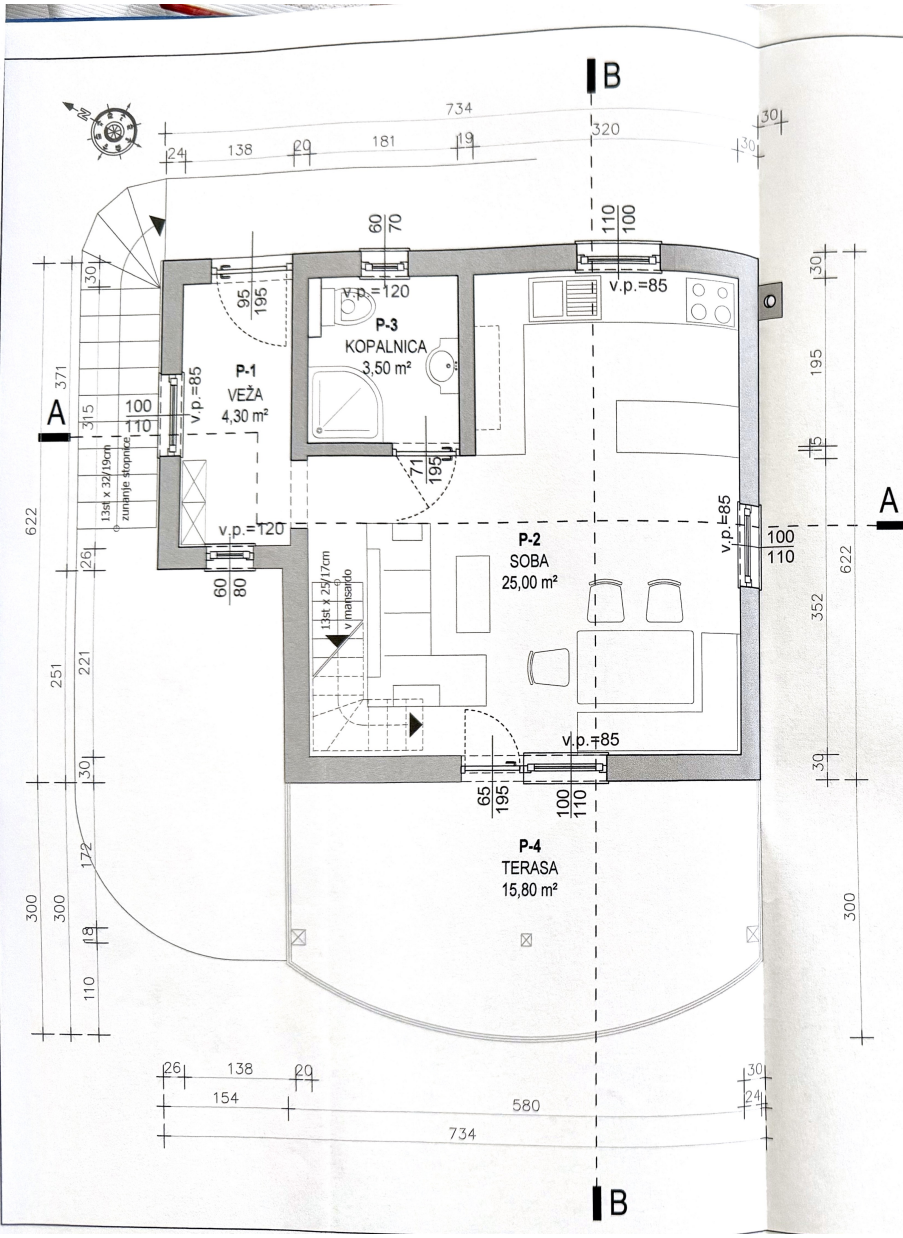 B
N
734
30
24
138
20
181
19
320
30
60
70
110
100
v.p.=120
v.p.=85
95
195
P-3
KOPALNICA
3,50 m²
P-1
VEŽA
4,30 m²
v.p.=85
100
110
A
30
371
315
622
13st x 32/19cm
zunanje stopnice
26
71
195
v.p.=120
60
80
P-2
SOBA
25,00 m²
v.p.=85
100
110
A
30
195
15
622
352
30
13st x 25/17cm
v mansardo
251
221
30
v.p.=85
65
195
100
110
P-4
TERASA
15,80 m²
172
300
300
18
110
300
26
138
20
30
154
580
24
734
B